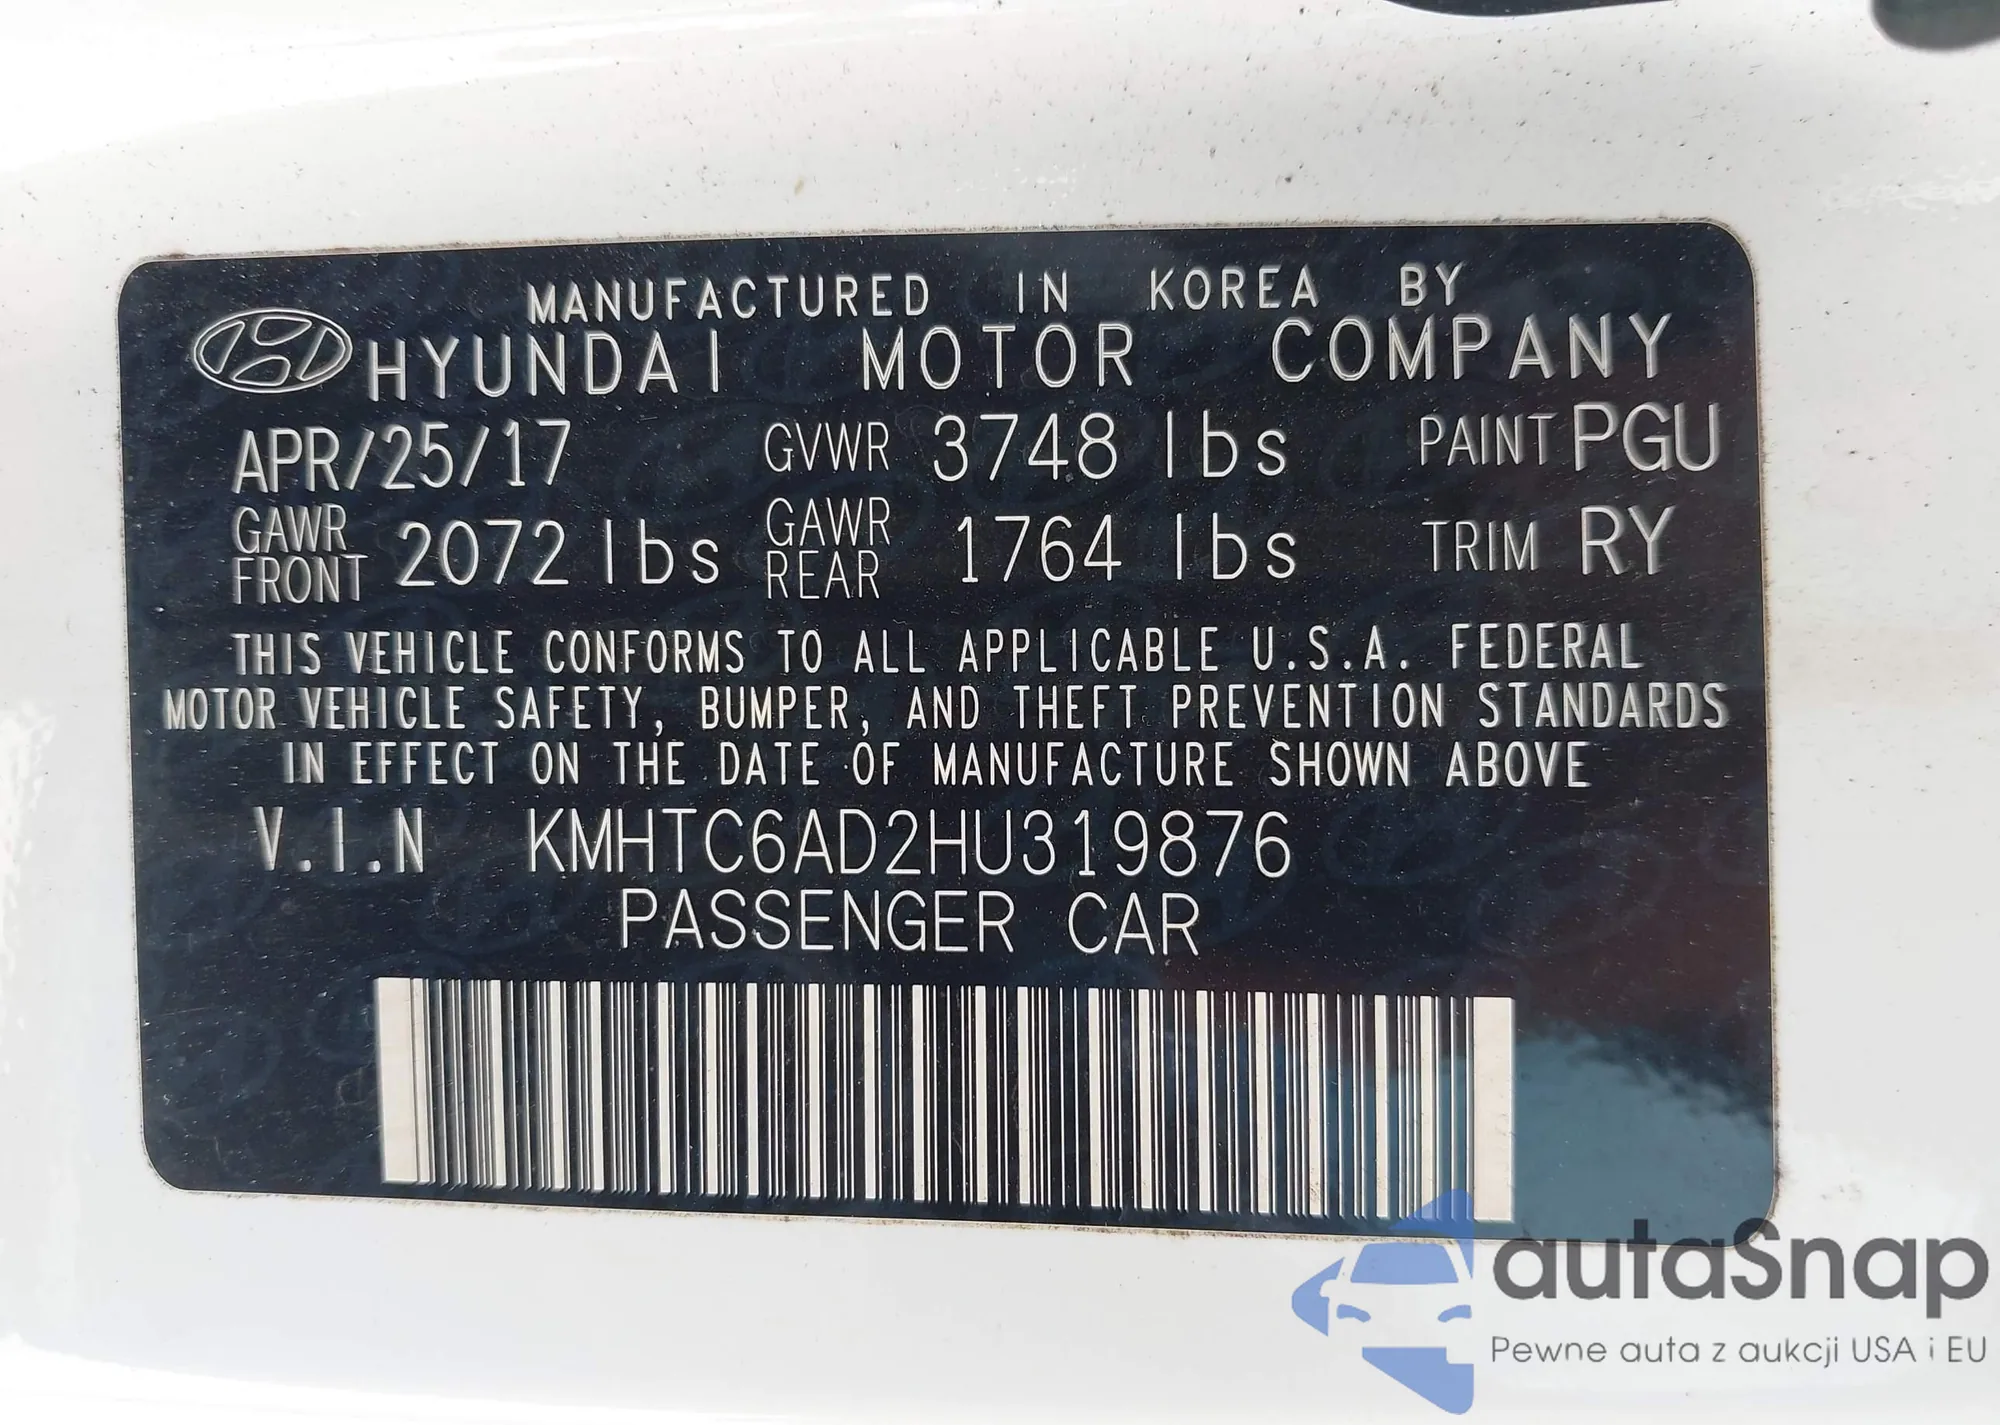 MANUFACTURED IN KOREA BY
HYUNDAI MOTOR COMPANY
APR/25/17 GVWR 3748 lbs PAINT PGU
GAWR FRONT 2072 lbs GAWR REAR 1764 lbs TRIM RY
THIS VEHICLE CONFORMS TO ALL APPLICABLE U.S.A. FEDERAL
MOTOR VEHICLE SAFETY, BUMPER, AND THEFT PREVENTION STANDARDS
IN EFFECT ON THE DATE OF MANUFACTURE SHOWN ABOVE
V.I.N KMHTC6AD2HU319876
PASSENGER CAR
autaSnap
Pewne auta z aukcji USA i EU